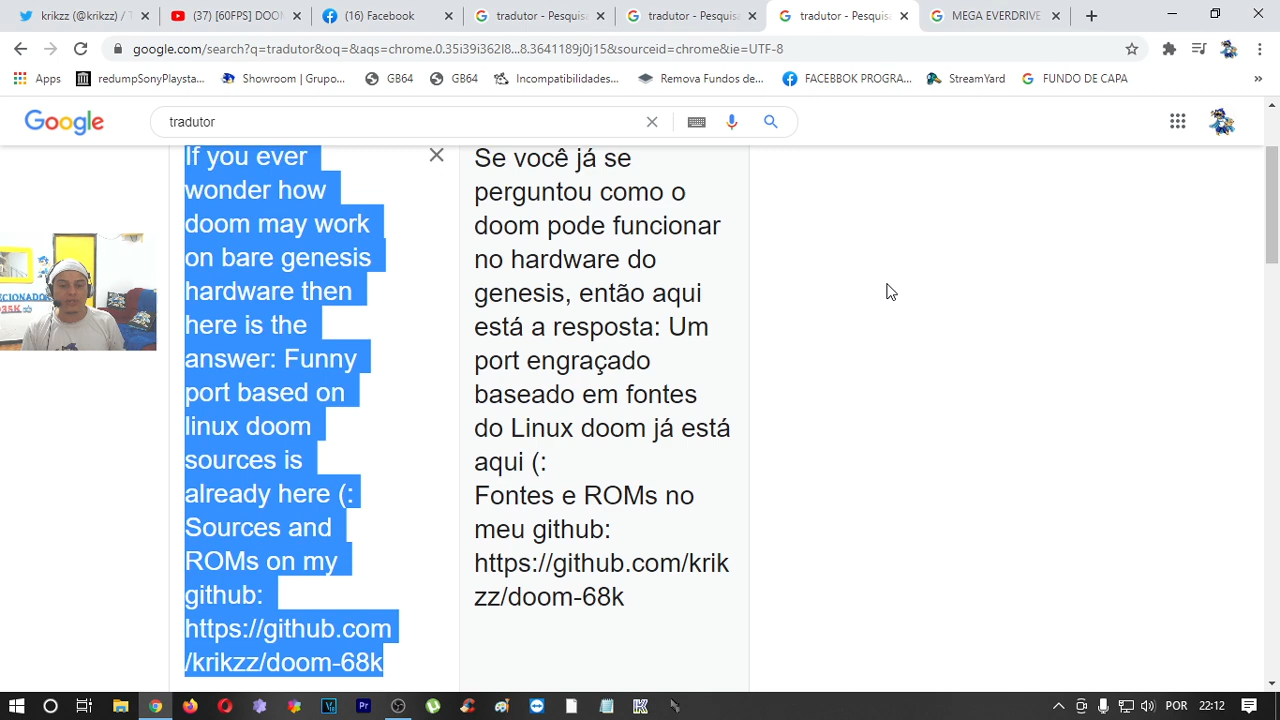 krikzz (@krikzz) / T
(37) [60FPS] DOOM
(16) Facebook
tradutor - Pesquisa
tradutor - Pesquisa
tradutor - Pesquisa
MEGA EVERDRIVE
google.com/search?q=tradutor&oq=&aqs=chrome.0.35i39i362l8...8.3641189j0j15&sourceid=chrome&ie=UTF-8
Apps
redumpSonyPlaysta...
Showroom | Grupo...
GB64
GB64
Incompatibilidades...
Remova Fundos de...
FACEBBOK PROGRA...
StreamYard
FUNDO DE CAPA
»
Google
tradutor
If you ever
wonder how
doom may work
on bare genesis
hardware then
here is the
answer: Funny
port based on
linux doom
sources is
already here (:
Sources and
ROMs on my
github:
https://github.com
/krikzz/doom-68k
Se você já se
perguntou como o
doom pode funcionar
no hardware do
genesis, então aqui
está a resposta: Um
port engraçado
baseado em fontes
do Linux doom já está
aqui (:
Fontes e ROMs no
meu github:
https://github.com/krik
zz/doom-68k
POR
22:12